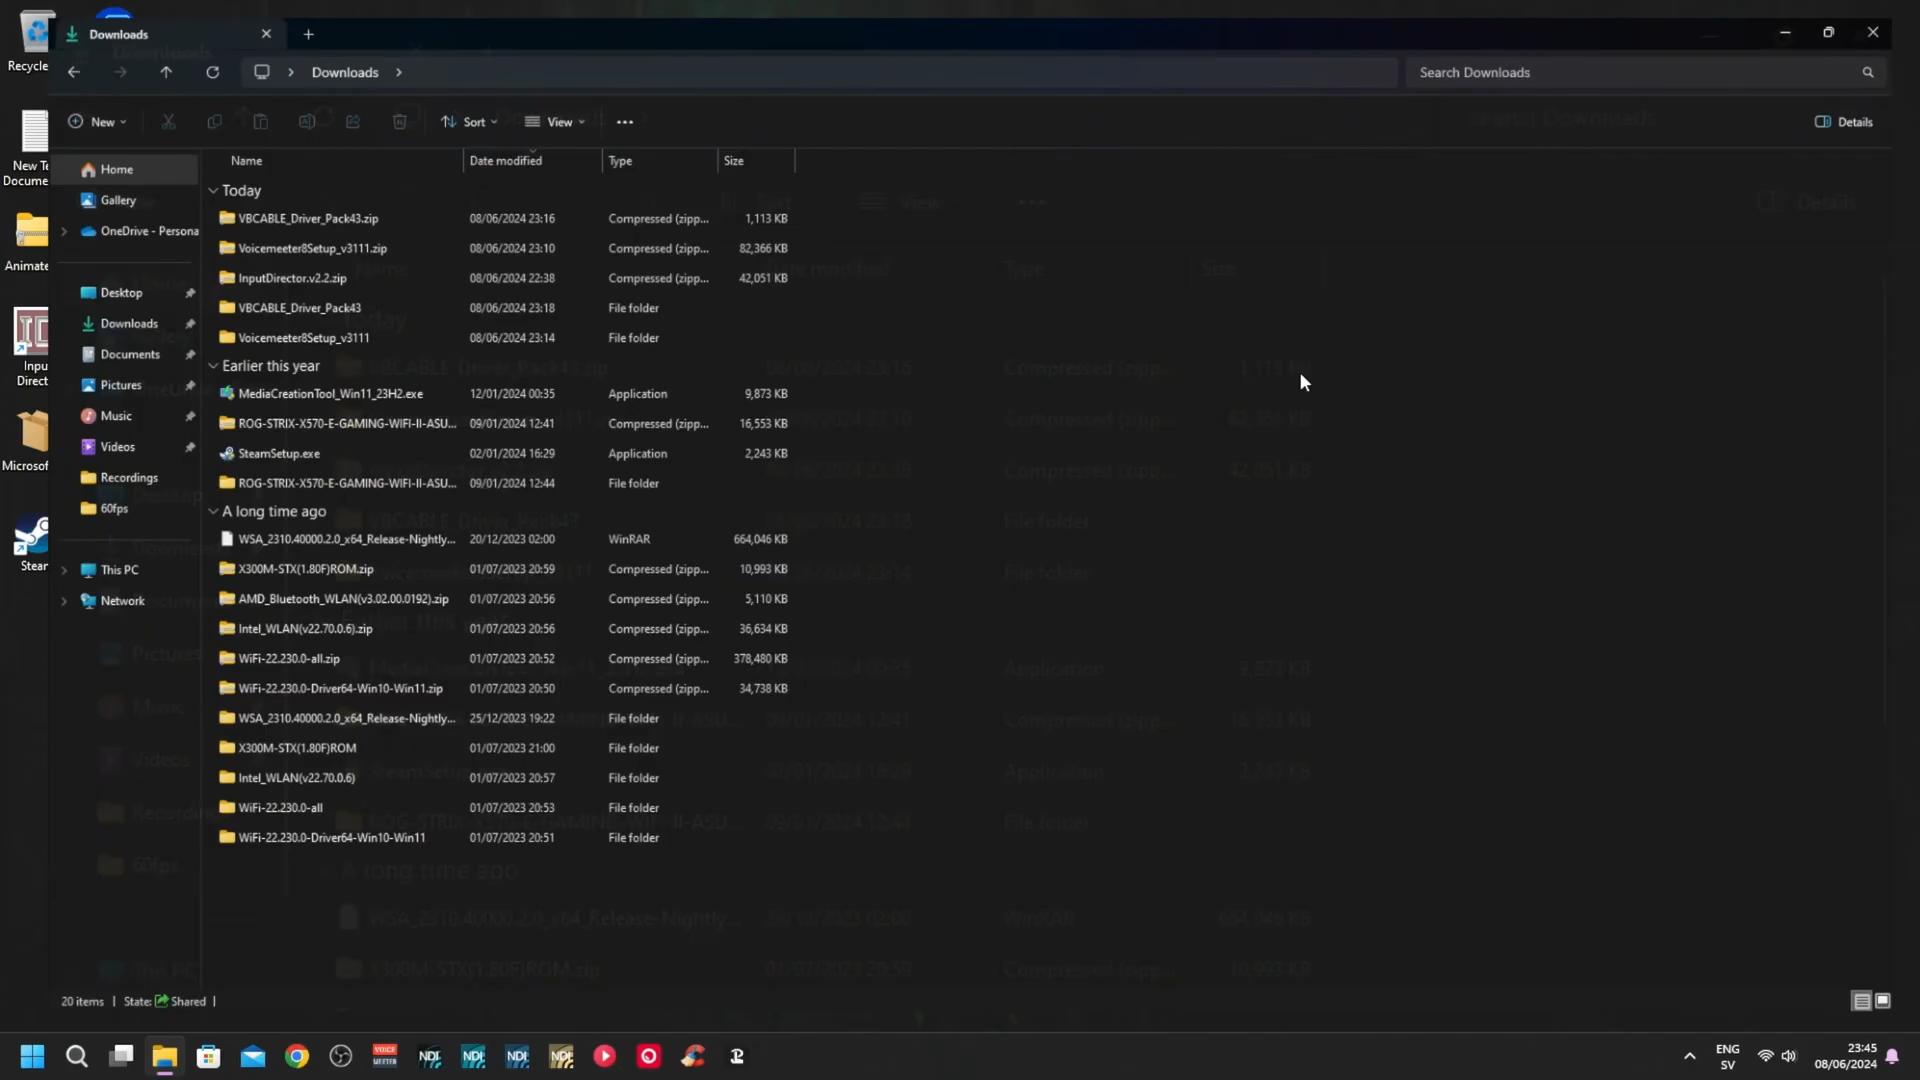 Recycle
Downloads
Downloads
Search Downloads
New
Sort
View
Details
New Te
Docume
Animate
Inpu
Direct
Microsof
Stear
Home
Gallery
OneDrive - Persona
Desktop
Downloads
Documents
Pictures
Music
Videos
Recordings
60fps
This PC
Network
Name Date modified Type Size
Today
VBCABLE_Driver_Pack43.zip 08/06/2024 23:16 Compressed (zipp... 1,113 KB
Voicemeeter8Setup_v3111.zip 08/06/2024 23:10 Compressed (zipp... 82,366 KB
InputDirector.v2.2.zip 08/06/2024 22:38 Compressed (zipp... 42,051 KB
VBCABLE_Driver_Pack43 08/06/2024 23:18 File folder
Voicemeeter8Setup_v3111 08/06/2024 23:14 File folder
Earlier this year
MediaCreationTool_Win11_23H2.exe 12/01/2024 00:35 Application 9,873 KB
ROG-STRIX-X570-E-GAMING-WIFI-II-ASU... 09/01/2024 12:41 Compressed (zipp... 16,553 KB
SteamSetup.exe 02/01/2024 16:29 Application 2,243 KB
ROG-STRIX-X570-E-GAMING-WIFI-II-ASU... 09/01/2024 12:44 File folder
A long time ago
WSA_2310.40000.2.0_x64_Release-Nightly... 20/12/2023 02:00 WinRAR 664,046 KB
X300M-STX(1.80F)ROM.zip 01/07/2023 20:59 Compressed (zipp... 10,993 KB
AMD_Bluetooth_WLAN(v3.02.00.0192).zip 01/07/2023 20:56 Compressed (zipp... 5,110 KB
Intel_WLAN(v22.70.0.6).zip 01/07/2023 20:56 Compressed (zipp... 36,634 KB
WiFi-22.230.0-all.zip 01/07/2023 20:52 Compressed (zipp... 378,480 KB
WiFi-22.230.0-Driver64-Win10-Win11.zip 01/07/2023 20:50 Compressed (zipp... 34,738 KB
WSA_2310.40000.2.0_x64_Release-Nightly... 25/12/2023 19:22 File folder
X300M-STX(1.80F)ROM 01/07/2023 21:00 File folder
Intel_WLAN(v22.70.0.6) 01/07/2023 20:57 File folder
WiFi-22.230.0-all 01/07/2023 20:53 File folder
WiFi-22.230.0-Driver64-Win10-Win11 01/07/2023 20:51 File folder
20 items | State: Shared |
VOICE
MEETER
NDI
NDI
NDI
NDI
ENG
SV
23:45
08/06/2024